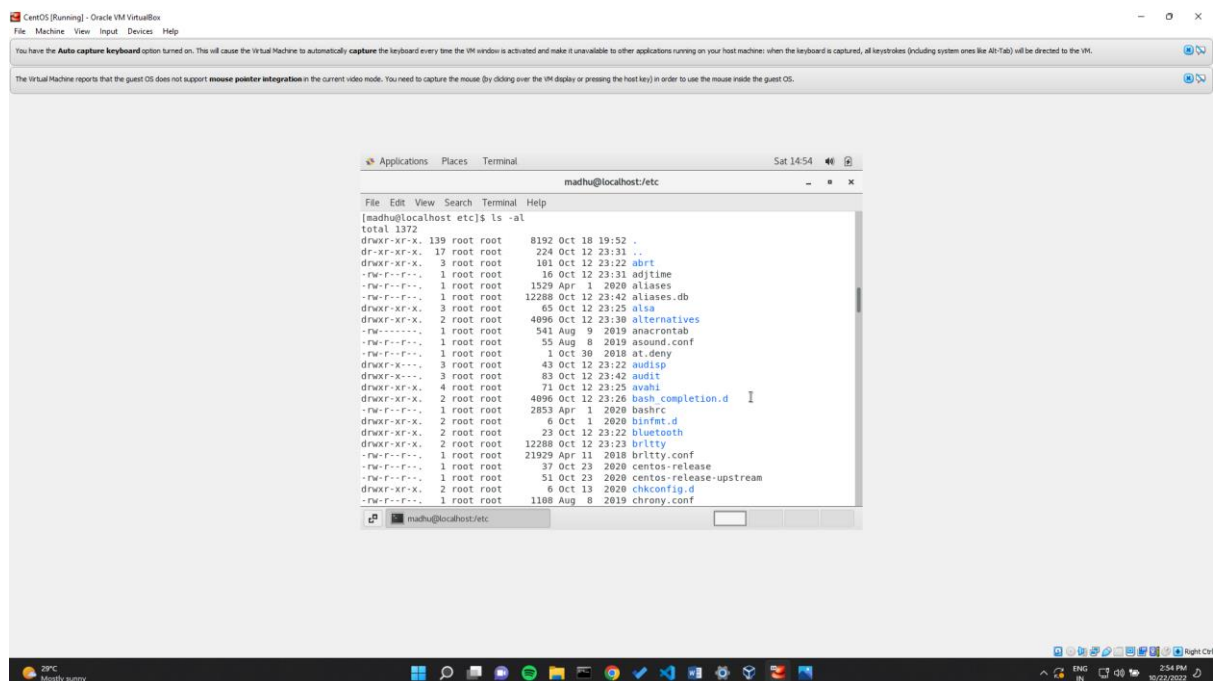 CentOS [Running] - Oracle VM VirtualBox
File Machine View Input Devices Help
You have the Auto capture keyboard option turned on. This will cause the Virtual Machine to automatically capture the keyboard every time the VM window is activated and make it unavailable to other applications running on your host machine: when the keyboard is captured, all keystrokes (including system ones like Alt-Tab) will be directed to the VM.
The Virtual Machine reports that the guest OS does not support mouse pointer integration in the current video mode. You need to capture the mouse (by clicking over the VM display or pressing the host key) in order to use the mouse inside the guest OS.
Applications Places Terminal Sat 14:54
madhu@localhost:/etc
File Edit View Search Terminal Help
[madhu@localhost etc]$ ls -al
total 1372
drwxr-xr-x. 139 root root 8192 Oct 18 19:52 .
dr-xr-xr-x. 17 root root 224 Oct 12 23:31 ..
drwxr-xr-x. 3 root root 101 Oct 12 23:22 abrt
-rw-r--r--. 1 root root 16 Oct 12 23:31 adjtime
-rw-r--r--. 1 root root 1529 Apr 1 2020 aliases
-rw-r--r--. 1 root root 12288 Oct 12 23:42 aliases.db
drwxr-xr-x. 3 root root 65 Oct 12 23:25 alsa
drwxr-xr-x. 2 root root 4096 Oct 12 23:30 alternatives
-rw-------. 1 root root 541 Aug 9 2019 anacrontab
-rw-r--r--. 1 root root 55 Aug 8 2019 asound.conf
-rw-r--r--. 1 root root 1 Oct 30 2018 at.deny
drwxr-x---. 3 root root 43 Oct 12 23:22 audisp
drwxr-x---. 3 root root 83 Oct 12 23:42 audit
drwxr-xr-x. 4 root root 71 Oct 12 23:25 avahi
drwxr-xr-x. 2 root root 4096 Oct 12 23:26 bash_completion.d
-rw-r--r--. 1 root root 2853 Apr 1 2020 bashrc
drwxr-xr-x. 2 root root 6 Oct 1 2020 binfmt.d
drwxr-xr-x. 2 root root 23 Oct 12 23:22 bluetooth
drwxr-xr-x. 2 root root 12288 Oct 12 23:23 brltty
-rw-r--r--. 1 root root 21929 Apr 11 2018 brltty.conf
-rw-r--r--. 1 root root 37 Oct 23 2020 centos-release
-rw-r--r--. 1 root root 51 Oct 23 2020 centos-release-upstream
drwxr-xr-x. 2 root root 6 Oct 13 2020 chkconfig.d
-rw-r--r--. 1 root root 1108 Aug 8 2019 chrony.conf
madhu@localhost:/etc
Right Ctrl
29°C
Mostly sunny
ENG
IN
2:54 PM
10/22/2022